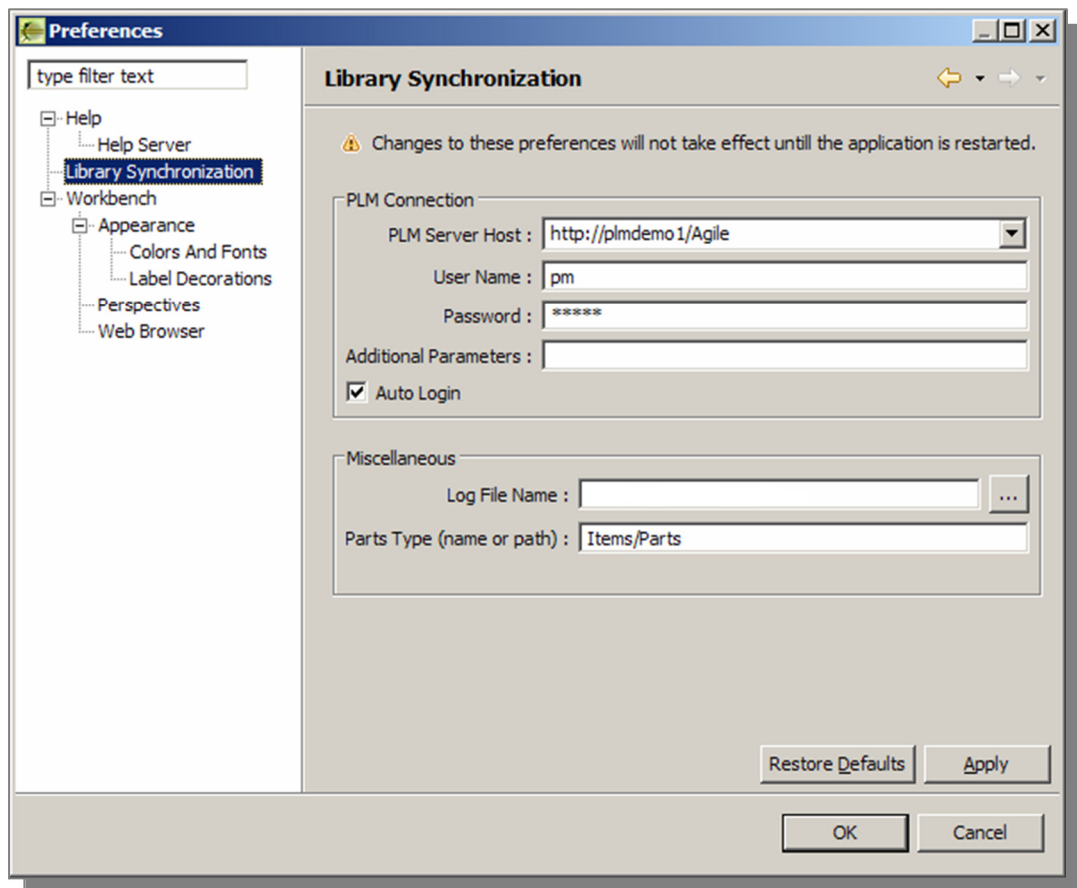 Preferences
type filter text
Help
Help Server
Library Synchronization
Workbench
Appearance
Colors And Fonts
Label Decorations
Perspectives
Web Browser
Library Synchronization
Changes to these preferences will not take effect untill the application is restarted.
PLM Connection
PLM Server Host : http://plmdemo1/Agile
User Name : pm
Password : *****
Additional Parameters :
Auto Login
Miscellaneous
Log File Name : ...
Parts Type (name or path) : Items/Parts
Restore Defaults Apply
OK Cancel